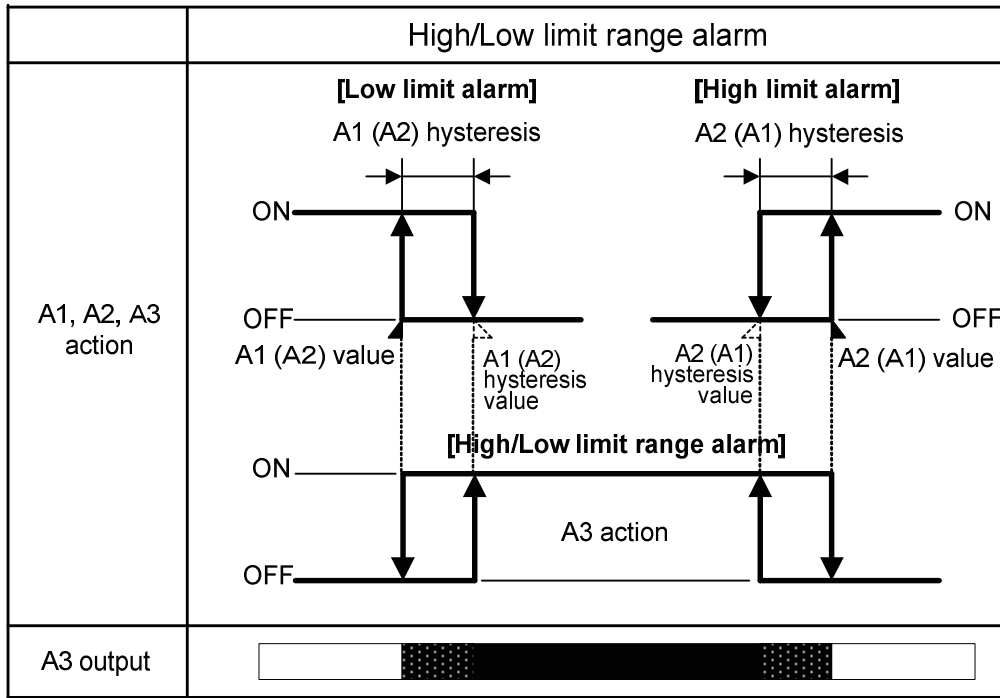 High/Low limit range alarm
[Low limit alarm]
[High limit alarm]
A1 (A2) hysteresis
A2 (A1) hysteresis
ON
ON
A1, A2, A3
action
OFF
OFF
A1 (A2) value
A1 (A2)
hysteresis
value
A2 (A1)
hysteresis
value
A2 (A1) value
[High/Low limit range alarm]
ON
A3 action
OFF
A3 output